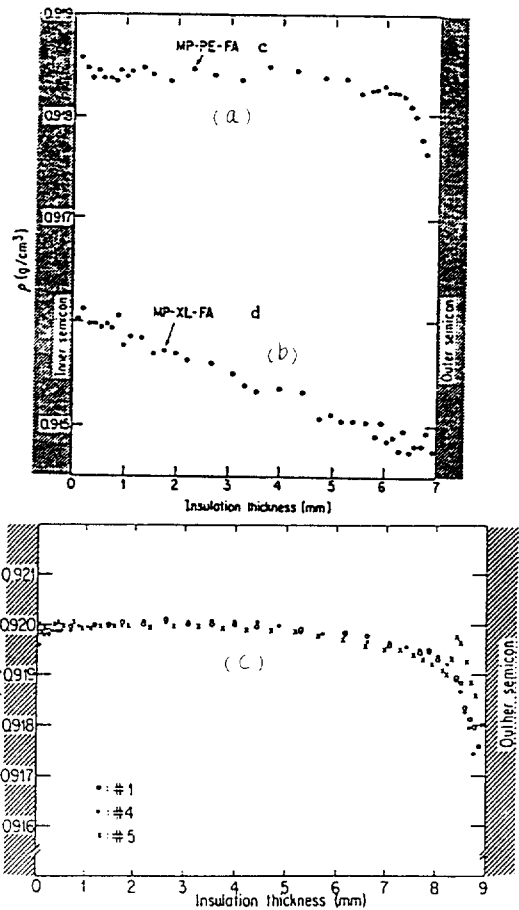 MP-PE-FA c
(a)
0.918
0.917
ρ (g/cm³)
Inner semicon
Outer semicon
MP-XL-FA d
(b)
0.915
0 1 2 3 4 5 6 7
Insulation thickness (mm)
0.921
0.920
0.919
0.918
0.917
0.916
(C)
Outher semicon
○ : #1
• : #4
× : #5
0 1 2 3 4 5 6 7 8 9
Insulation thickness (mm)